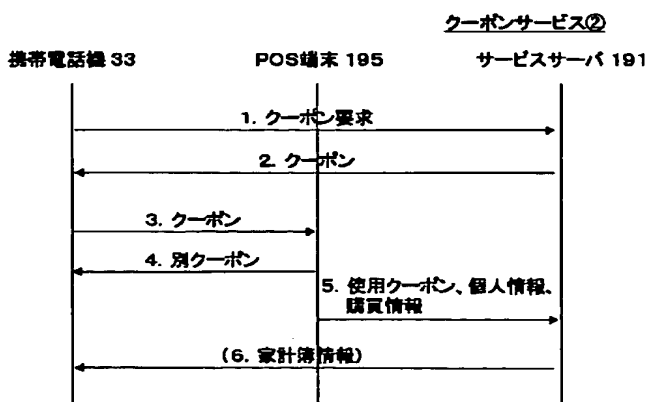 クーポンサービス②
携帯電話機 33
POS端末 195
サービスサーバ 191
1. クーポン要求
2. クーポン
3. クーポン
4. 別クーポン
5. 使用クーポン、個人情報、
購買情報
(6. 家計簿情報)